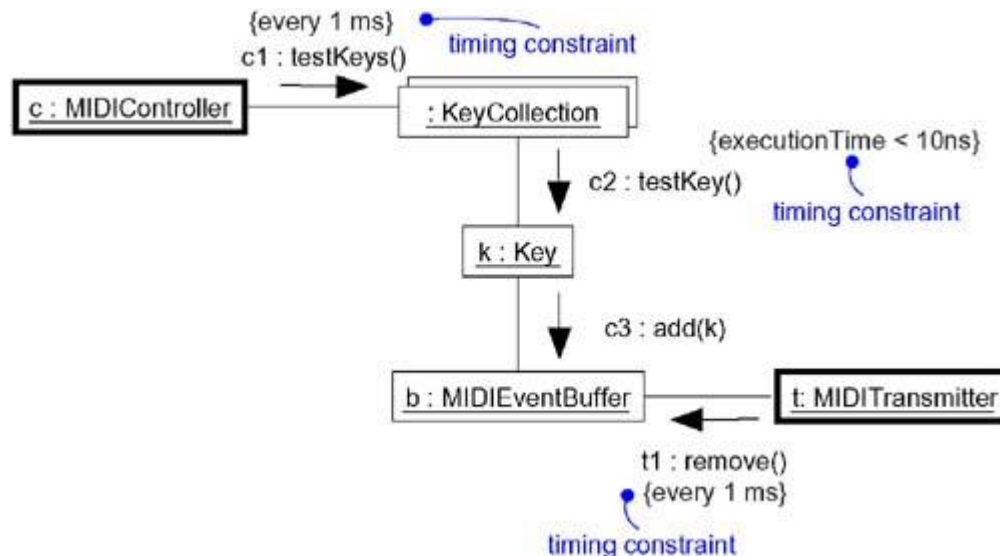 {every 1 ms}
timing constraint
c1 : testKeys()
c : MIDIController
: KeyCollection
{executionTime < 10ns}
c2 : testKey()
timing constraint
k : Key
c3 : add(k)
b : MIDIEventBuffer
t: MIDITransmitter
t1 : remove()
{every 1 ms}
timing constraint